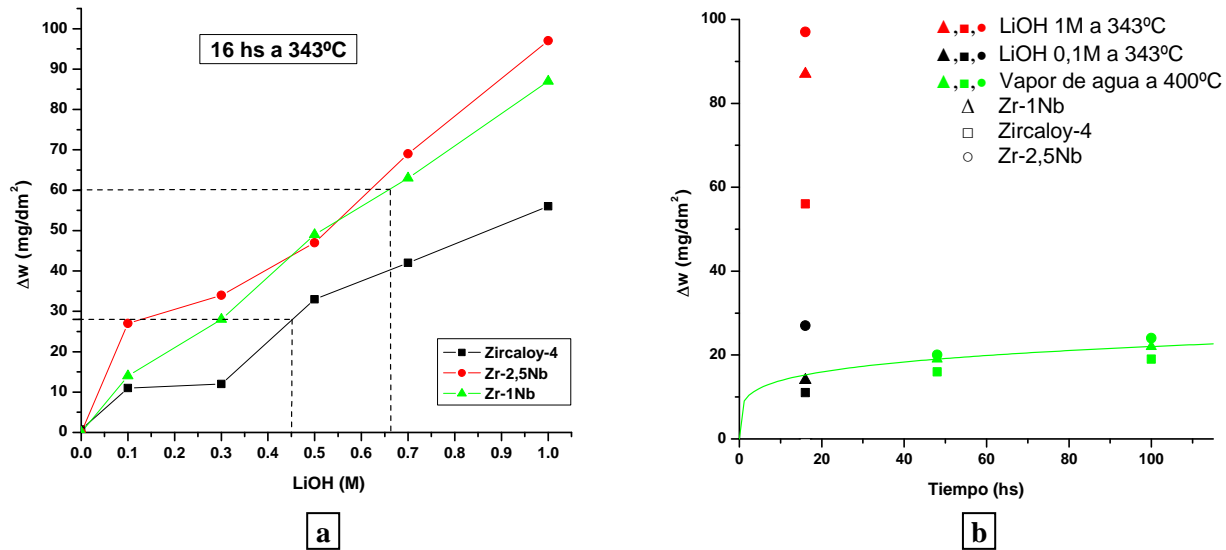 16 hs a 343ºC
Δw (mg/dm²)
100
90
80
70
60
50
40
30
20
10
0
0.0 0.1 0.2 0.3 0.4 0.5 0.6 0.7 0.8 0.9 1.0
LiOH (M)
Zircaloy-4
Zr-2,5Nb
Zr-1Nb
a
Δw (mg/dm²)
100
80
60
40
20
0
0 20 40 60 80 100
Tiempo (hs)
▲,■,● LiOH 1M a 343ºC
▲,■,● LiOH 0,1M a 343ºC
▲,■,● Vapor de agua a 400ºC
Δ Zr-1Nb
□ Zircaloy-4
○ Zr-2,5Nb
b